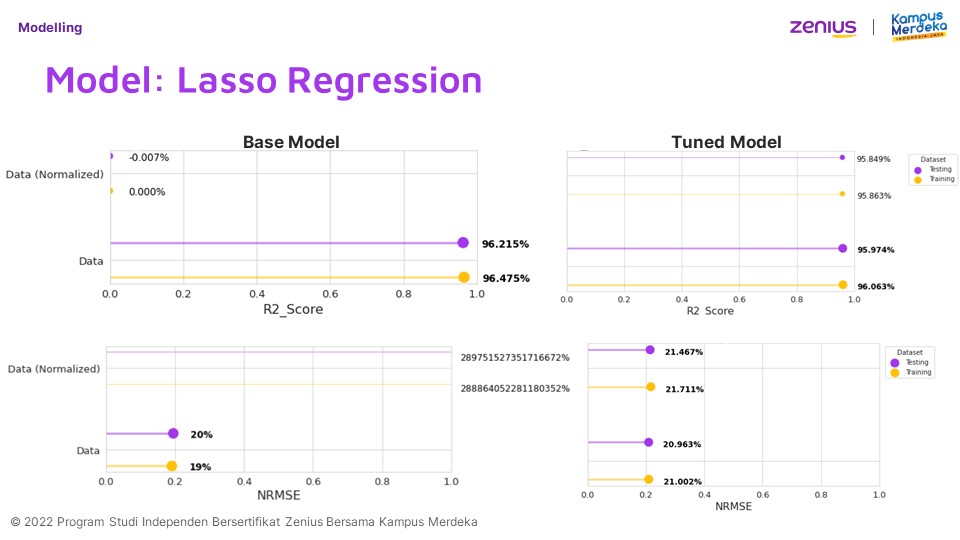 Modelling
zenius
Kampus
Merdeka
INDONESIA JAYA
Model: Lasso Regression
Base Model
Data (Normalized)
-0.007%
0.000%
Data
96.215%
96.475%
0.0 0.2 0.4 0.6 0.8 1.0
R2_Score
Tuned Model
95.849%
95.863%
95.974%
96.063%
0.0 0.2 0.4 0.6 0.8 1.0
R2 Score
Dataset
Testing
Training
Data (Normalized)
289751527351716672%
288864052281180352%
Data
20%
19%
0.0 0.2 0.4 0.6 0.8 1.0
NRMSE
21.467%
21.711%
20.963%
21.002%
0.0 0.2 0.4 0.6 0.8 1.0
NRMSE
Dataset
Testing
Training
© 2022 Program Studi Independen Bersertifikat Zenius Bersama Kampus Merdeka